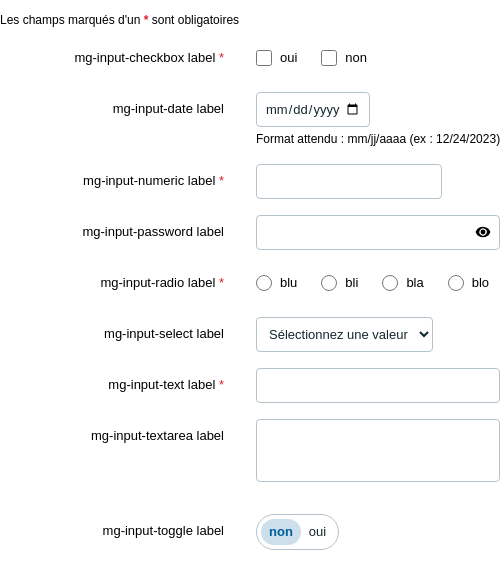 Les champs marqués d'un * sont obligatoires
mg-input-checkbox label * oui non
mg-input-date label mm/dd/yyyy
Format attendu : mm/jj/aaaa (ex : 12/24/2023)
mg-input-numeric label *
mg-input-password label
mg-input-radio label * blu bli bla blo
mg-input-select label Sélectionnez une valeur
mg-input-text label *
mg-input-textarea label
mg-input-toggle label non oui